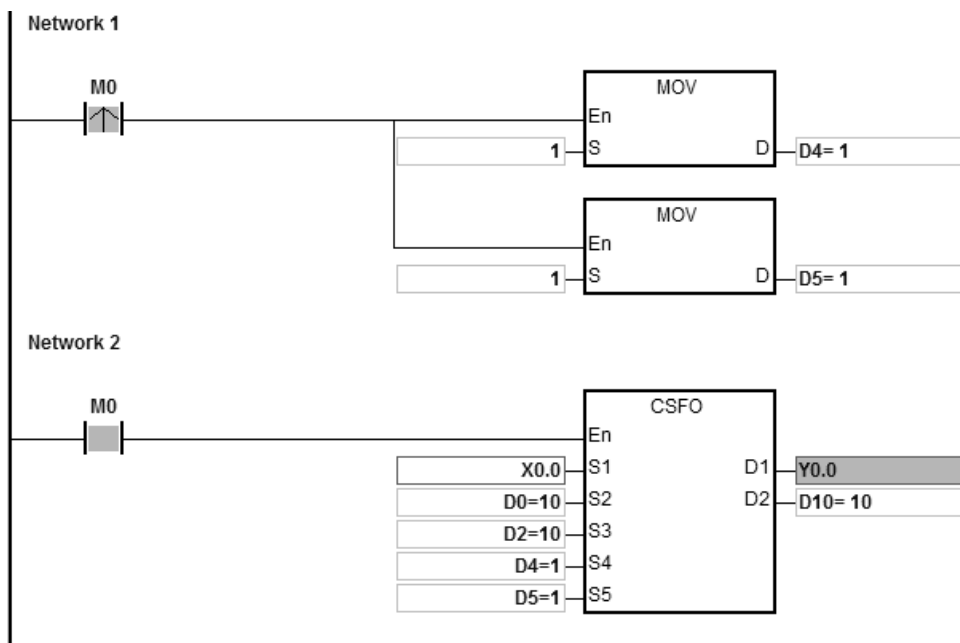 Network 1
M0
MOV
En
1 S D D4= 1
MOV
En
1 S D D5= 1
Network 2
M0
CSFO
En
X0.0 S1 D1 Y0.0
D0=10 S2 D2 D10= 10
D2=10 S3
D4=1 S4
D5=1 S5